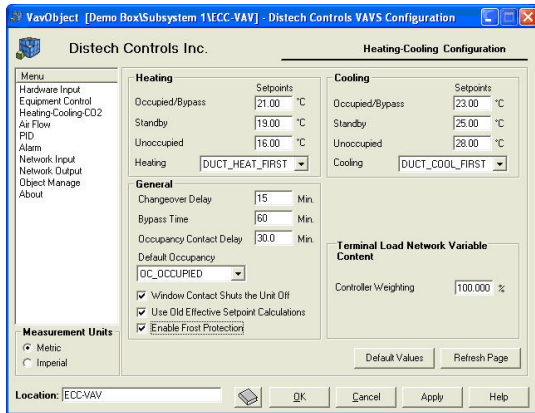 VavObject [Demo Box\Subsystem 1\ECC-VAV] - Distech Controls VAVS Configuration
Distech Controls Inc.
Heating-Cooling Configuration
Menu
Hardware Input
Equipment Control
Heating-Cooling-CO2
Air Flow
PID
Alarm
Network Input
Network Output
Object Manage
About
Measurement Units
Metric
Imperial
Heating
Setpoints
Occupied/Bypass 21.00 °C
Standby 19.00 °C
Unoccupied 16.00 °C
Heating DUCT_HEAT_FIRST
Cooling
Setpoints
Occupied/Bypass 23.00 °C
Standby 25.00 °C
Unoccupied 28.00 °C
Cooling DUCT_COOL_FIRST
General
Changeover Delay 15 Min.
Bypass Time 60 Min.
Occupancy Contact Delay 30.0 Min.
Default Occupancy
OC_OCCUPIED
Window Contact Shuts the Unit Off
Use Old Effective Setpoint Calculations
Enable Frost Protection
Terminal Load Network Variable
Content
Controller Weighting 100.000 %
Default Values Refresh Page
Location: ECC-VAV OK Cancel Apply Help